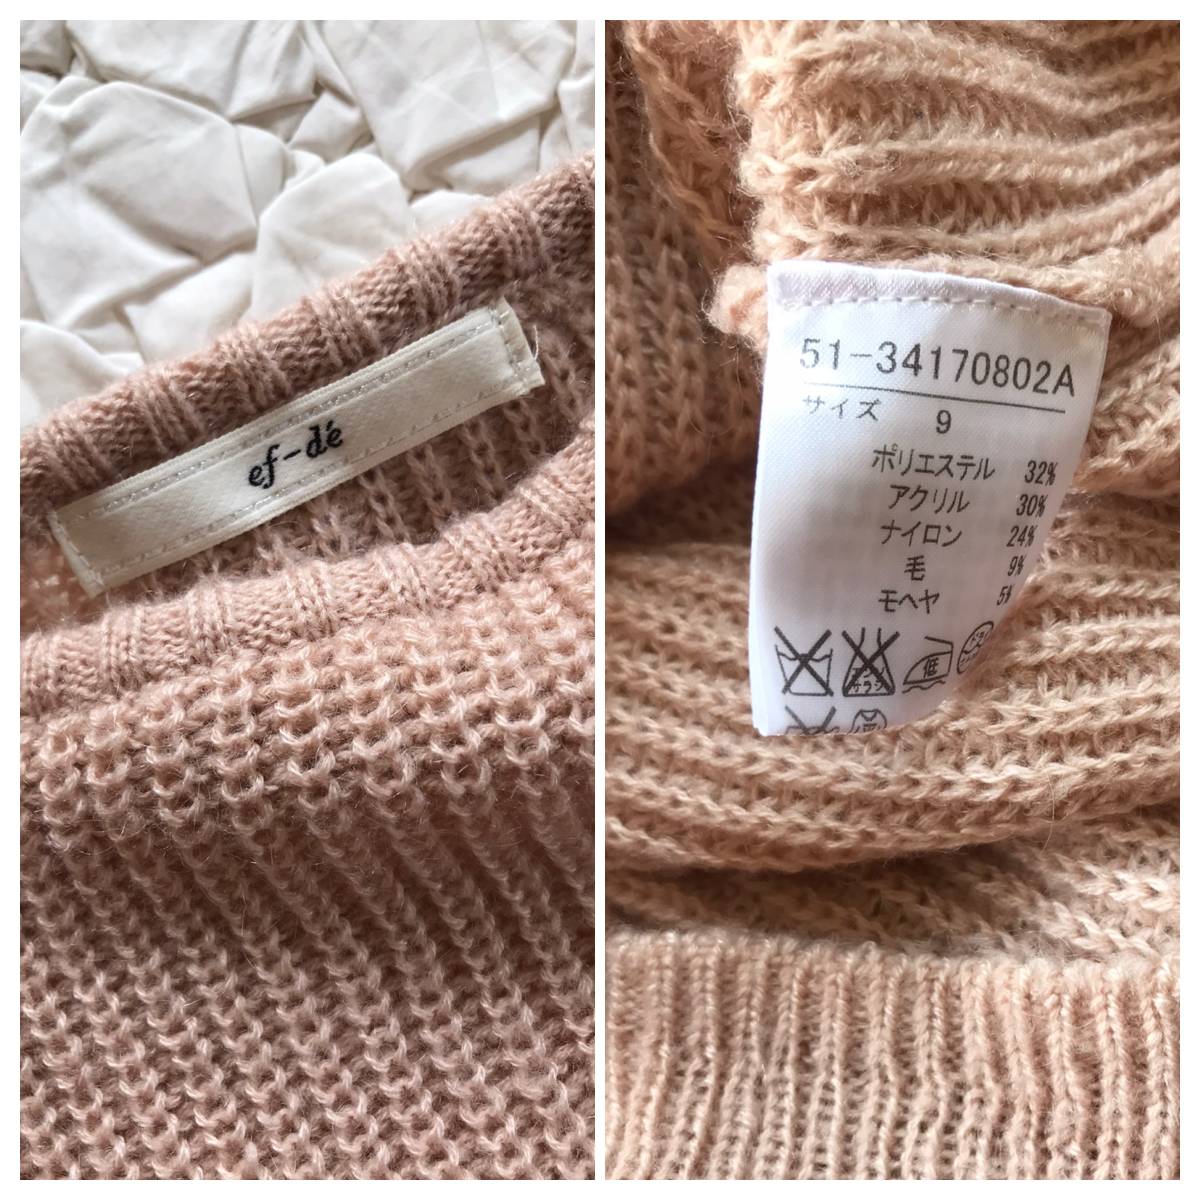 ef-dé
51-34170802A
サイズ 9
ポリエステル 32%
アクリル 30%
ナイロン 24%
毛 9%
モヘヤ 5%
低